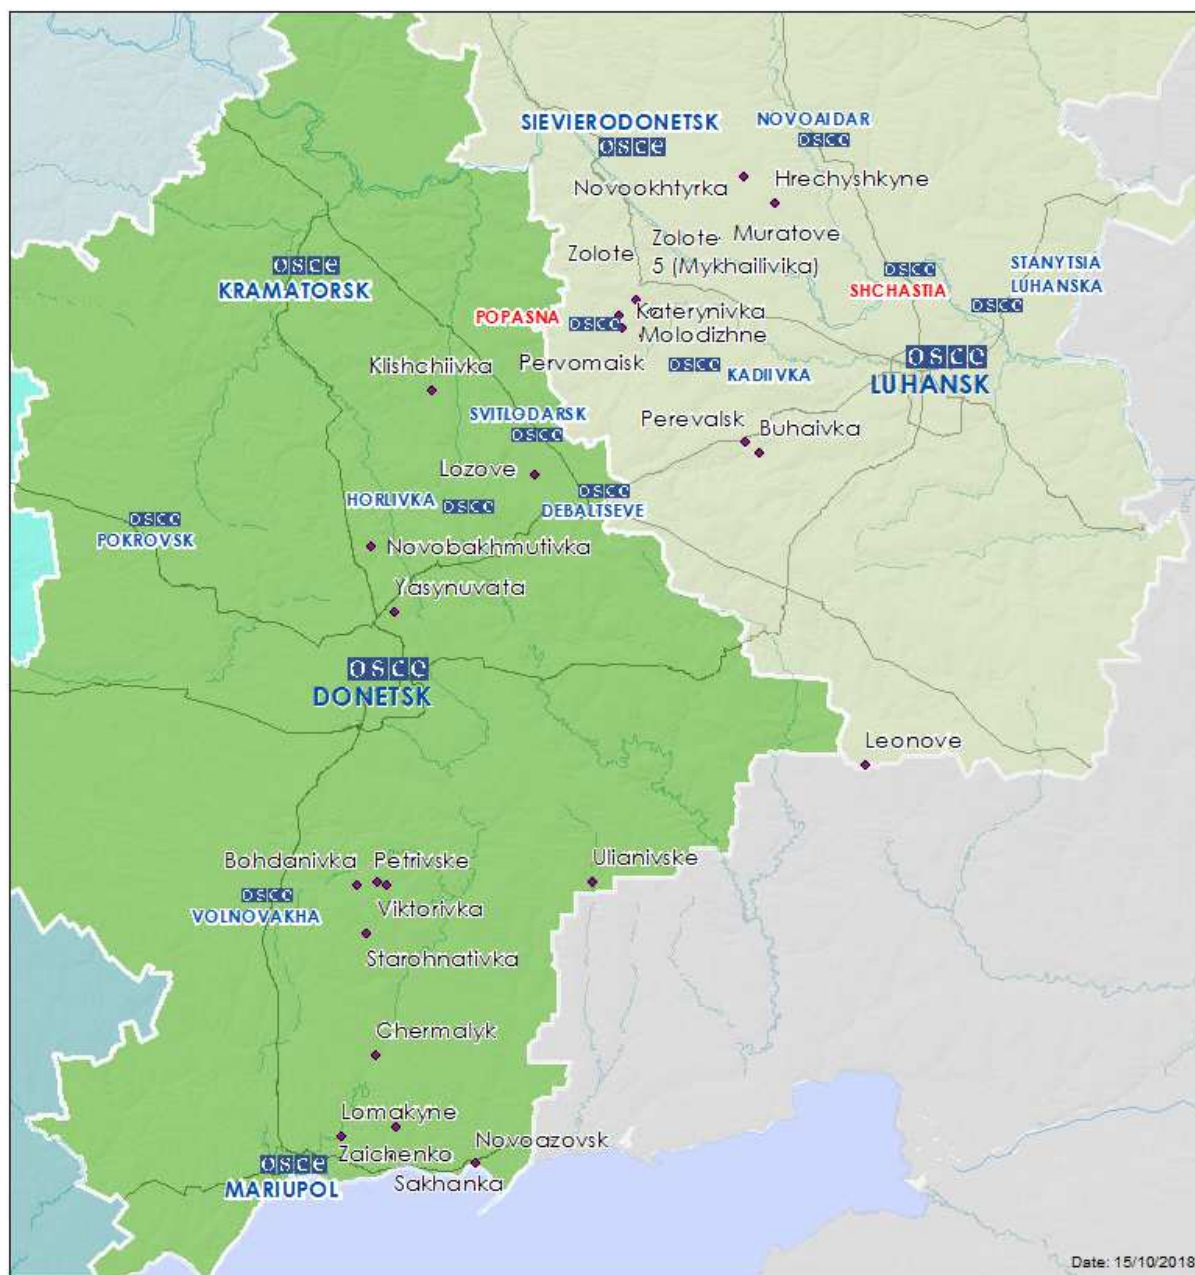 SIEVIERODONETSK
osce
NOVOAIDAR
osce
Novookhtyrka
Hrechyshkyne
Zolote
Zolote
5 (Mykhailivika)
Muratove
osce
KRAMATORSK
osce
SHCHASTIA
STANYTSIA
LUHANSKA
osce
POPASNA
osce
Katerynivka
Molodizhne
Pervomaisk
osce
KADIIVKA
osce
LUHANSK
Klishchiivka
SVITLODARSK
osce
Perevalsk
Buhaivka
Lozove
HORLIVKA
osce
osce
DEBALTSEVE
osce
POKROVSK
Novobakhmutivka
Yasynuvata
osce
DONETSK
Leonove
Bohdanivka
Petrivske
Ulianivske
osce
VOLNOVAKHA
Viktorivka
Starohnativka
Chermalyk
Lomakyne
Zaichenko
Novoazovsk
osce
MARIUPOL
Sakhanka
Date: 15/10/2018